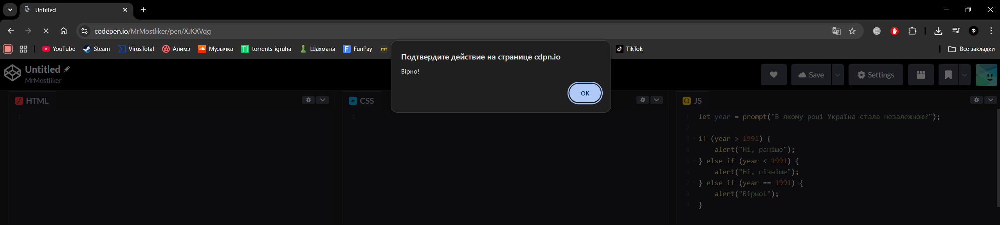 Untitled
codepen.io/MrMostliker/pen/XJKXVqg
YouTube Steam VirusTotal Анимэ Музычка torrents-igruha Шахматы FunPay mt TikTok Все закладки
Подтвердите действие на странице cdpn.io
Вірно!
OK
Untitled
MrMostliker
Save Settings
HTML CSS JS
1
1
1 let year = prompt("В якому році Україна стала незалежною?");
2
3 if (year > 1991) {
4 alert("Ні, раніше");
5 } else if (year < 1991) {
6 alert("Ні, пізніше");
7 } else if (year == 1991) {
8 alert("Вірно!");
9 }